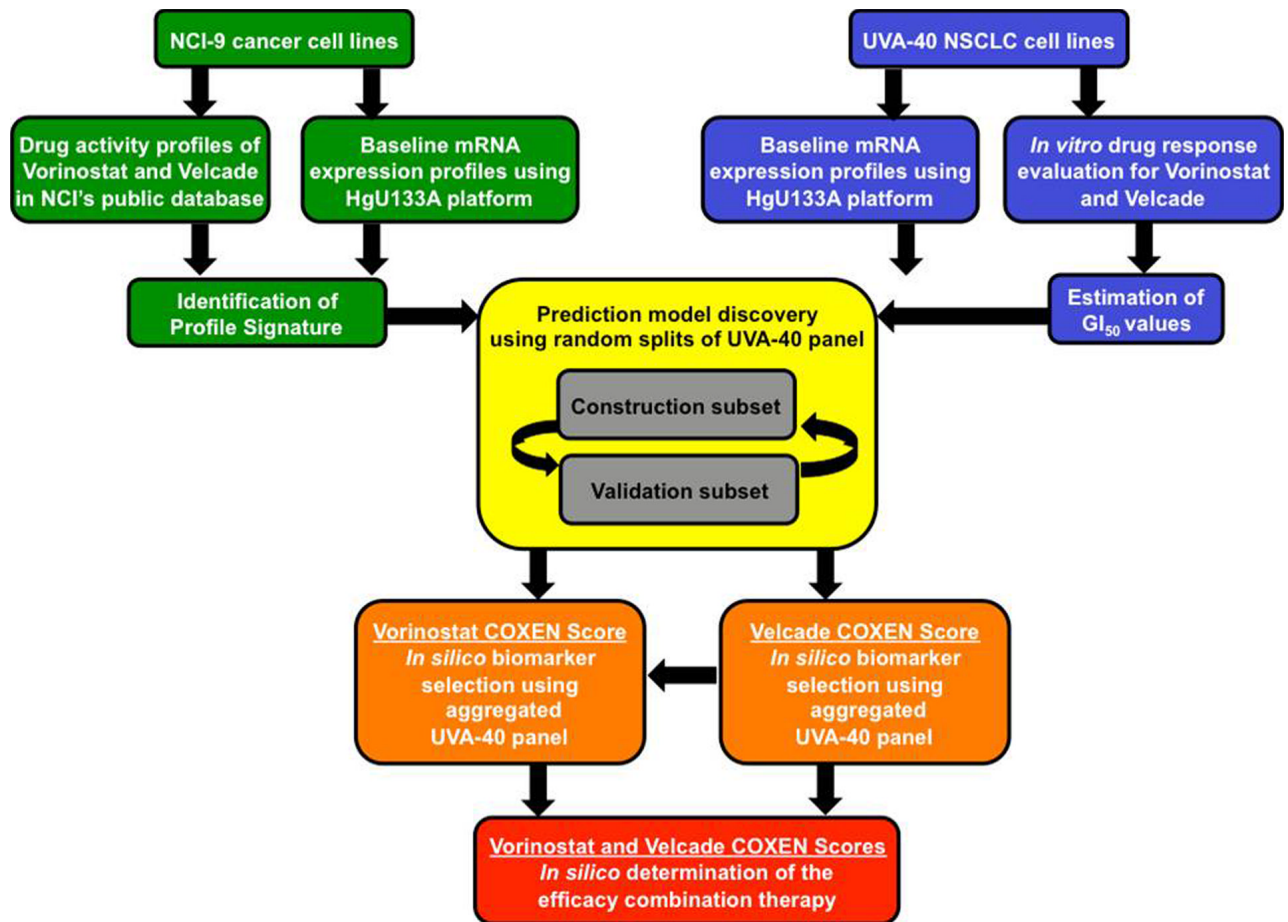 NCI-9 cancer cell lines
UVA-40 NSCLC cell lines
Drug activity profiles of
Vorinostat and Velcade
in NCI's public database
Baseline mRNA
expression profiles using
HgU133A platform
Baseline mRNA
expression profiles using
HgU133A platform
In vitro drug response
evaluation for Vorinostat
and Velcade
Identification of
Profile Signature
Prediction model discovery
using random splits of UVA-40 panel
Estimation of
GI50 values
Construction subset
Validation subset
Vorinostat COXEN Score
In silico biomarker
selection using
aggregated
UVA-40 panel
Velcade COXEN Score
In silico biomarker
selection using
aggregated
UVA-40 panel
Vorinostat and Velcade COXEN Scores
In silico determination of the
efficacy combination therapy